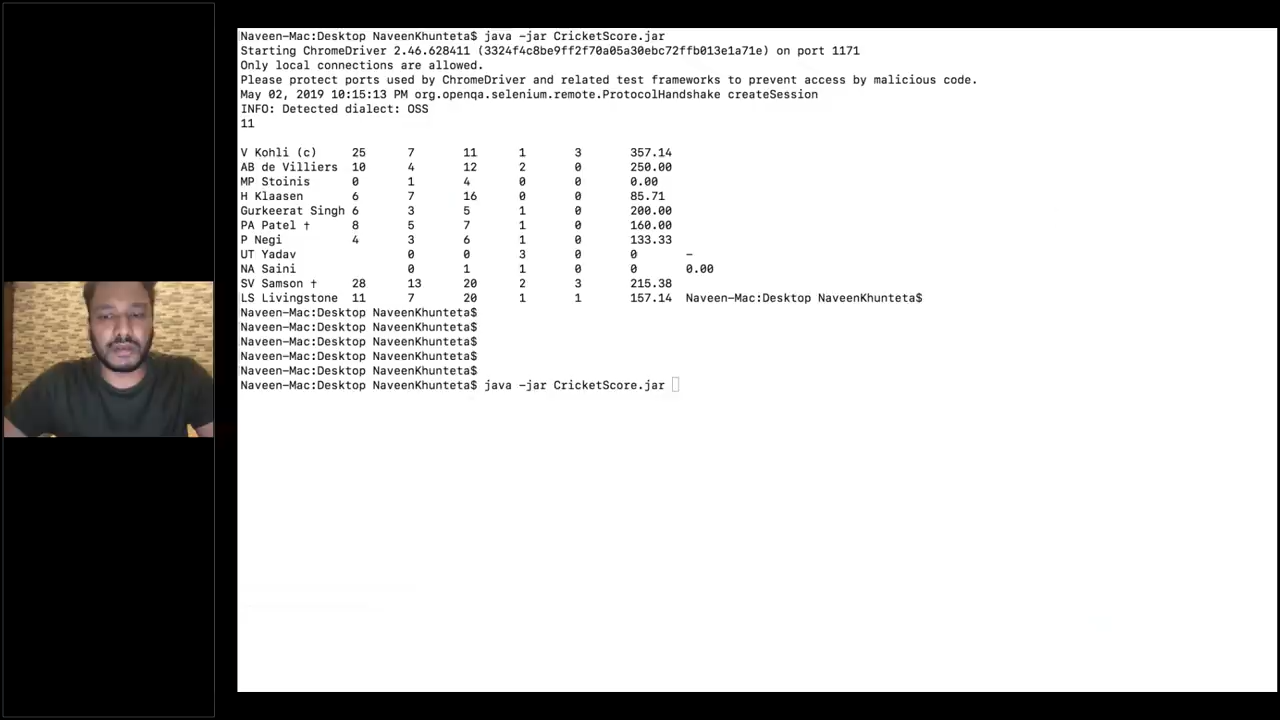 Naveen-Mac:Desktop NaveenKhunteta$ java -jar CricketScore.jar
Starting ChromeDriver 2.46.628411 (3324f4c8be9ff2f70a05a30ebc72ffb013e1a71e) on port 1171
Only local connections are allowed.
Please protect ports used by ChromeDriver and related test frameworks to prevent access by malicious code.
May 02, 2019 10:15:13 PM org.openqa.selenium.remote.ProtocolHandshake createSession
INFO: Detected dialect: OSS
11
V Kohli (c) 25 7 11 1 3 357.14
AB de Villiers 10 4 12 2 0 250.00
MP Stoinis 0 1 4 0 0 0.00
H Klaasen 6 7 16 0 0 85.71
Gurkeerat Singh 6 3 5 1 0 200.00
PA Patel † 8 5 7 1 0 160.00
P Negi 4 3 6 1 0 133.33
UT Yadav 0 0 3 0 0 –
NA Saini 0 1 1 0 0 0.00
SV Samson † 28 13 20 2 3 215.38
LS Livingstone 11 7 20 1 1 157.14 Naveen-Mac:Desktop NaveenKhunteta$
Naveen-Mac:Desktop NaveenKhunteta$
Naveen-Mac:Desktop NaveenKhunteta$
Naveen-Mac:Desktop NaveenKhunteta$
Naveen-Mac:Desktop NaveenKhunteta$
Naveen-Mac:Desktop NaveenKhunteta$
Naveen-Mac:Desktop NaveenKhunteta$ java -jar CricketScore.jar